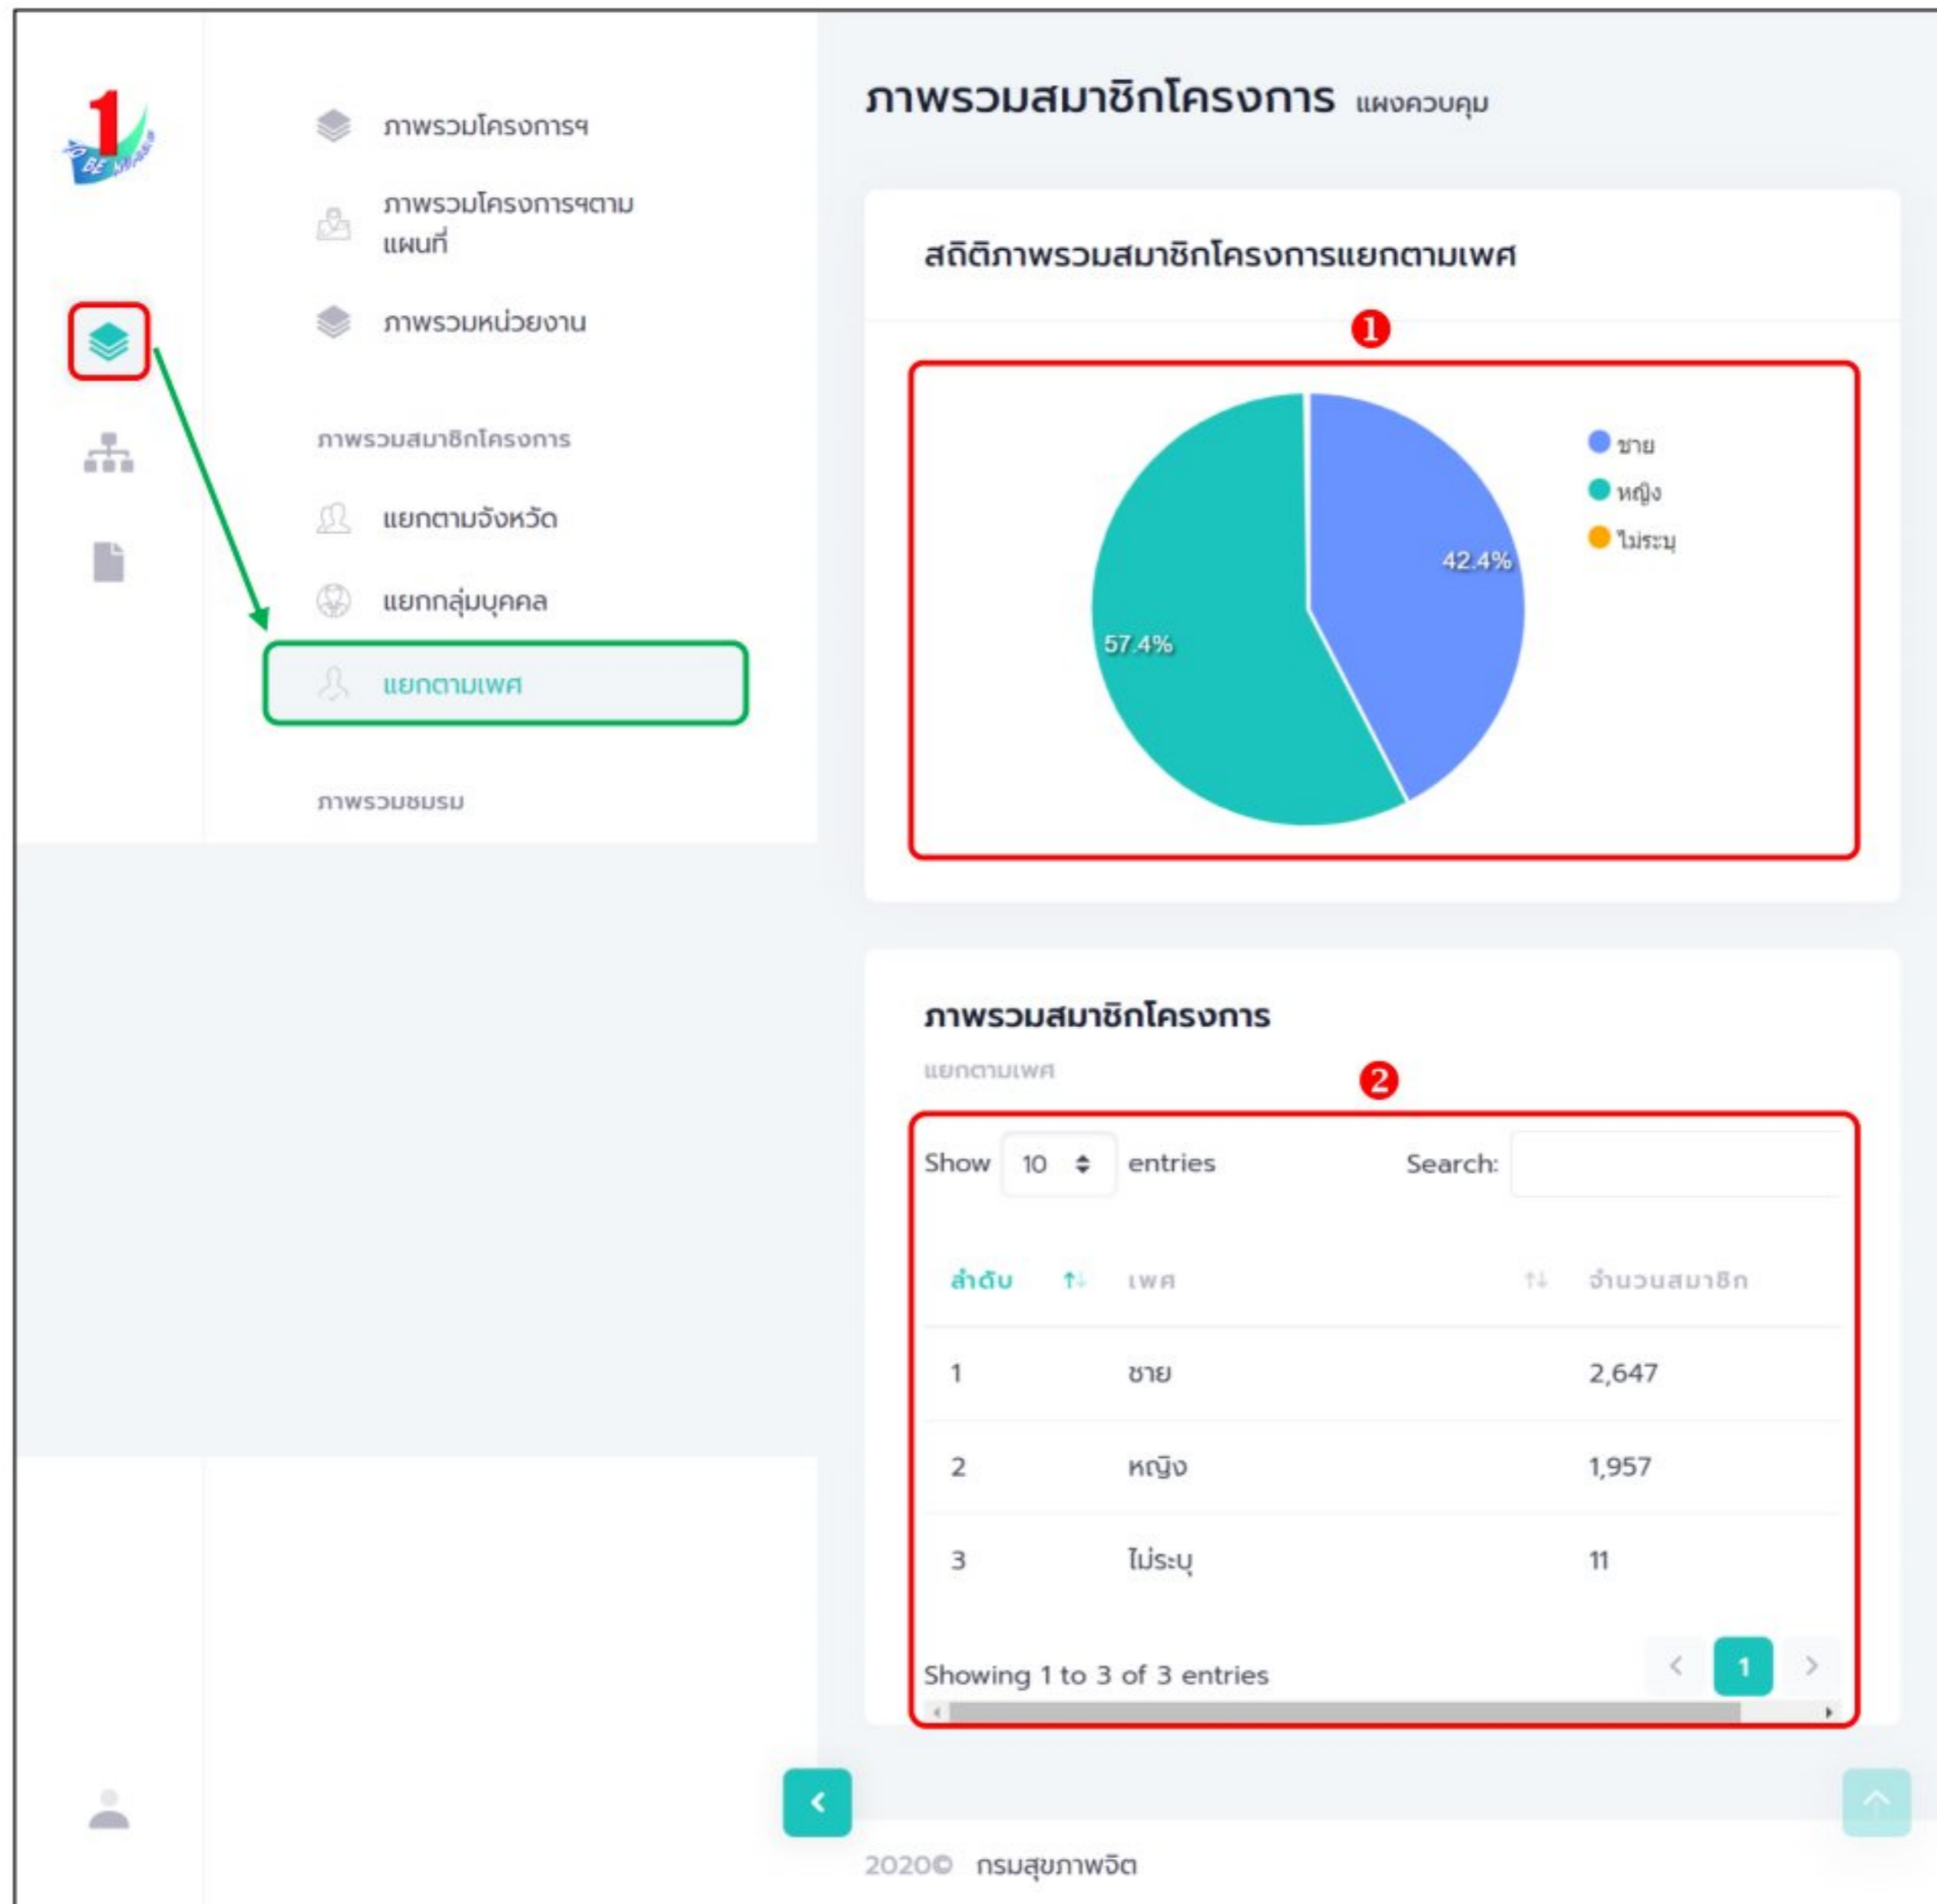 1
TO BE NUMBER
ภาพรวมโครงการฯ
ภาพรวมโครงการฯตาม
แผนที่
ภาพรวมหน่วยงาน
ภาพรวมสมาชิกโครงการ
แยกตามจังหวัด
แยกกลุ่มบุคคล
แยกตามเพศ
ภาพรวมชมรม
ภาพรวมสมาชิกโครงการ แผงควบคุม
สถิติภาพรวมสมาชิกโครงการแยกตามเพศ
❶
ชาย
หญิง
ไม่ระบุ
42.4%
57.4%
ภาพรวมสมาชิกโครงการ
แยกตามเพศ
❷
Show 10 entries Search:
ลำดับ เพศ จำนวนสมาชิก
1 ชาย 2,647
2 หญิง 1,957
3 ไม่ระบุ 11
Showing 1 to 3 of 3 entries < 1 >
2020© กรมสุขภาพจิต